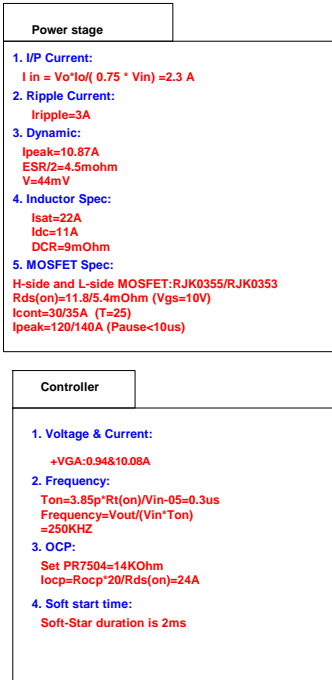 Power stage
1. I/P Current:
I in = Vo*Io/( 0.75 * Vin) =2.3 A
2. Ripple Current:
Iripple=3A
3. Dynamic:
Ipeak=10.87A
ESR/2=4.5mohm
V=44mV
4. Inductor Spec:
Isat=22A
Idc=11A
DCR=9mOhm
5. MOSFET Spec:
H-side and L-side MOSFET:RJK0355/RJK0353
Rds(on)=11.8/5.4mOhm (Vgs=10V)
Icont=30/35A (T=25)
Ipeak=120/140A (Pause<10us)
Controller
1. Voltage & Current:
+VGA:0.94&10.08A
2. Frequency:
Ton=3.85p*Rt(on)/Vin-05=0.3us
Frequency=Vout/(Vin*Ton)
=250KHZ
3. OCP:
Set PR7504=14KOhm
Iocp=Rocp*20/Rds(on)=24A
4. Soft start time:
Soft-Star duration is 2ms